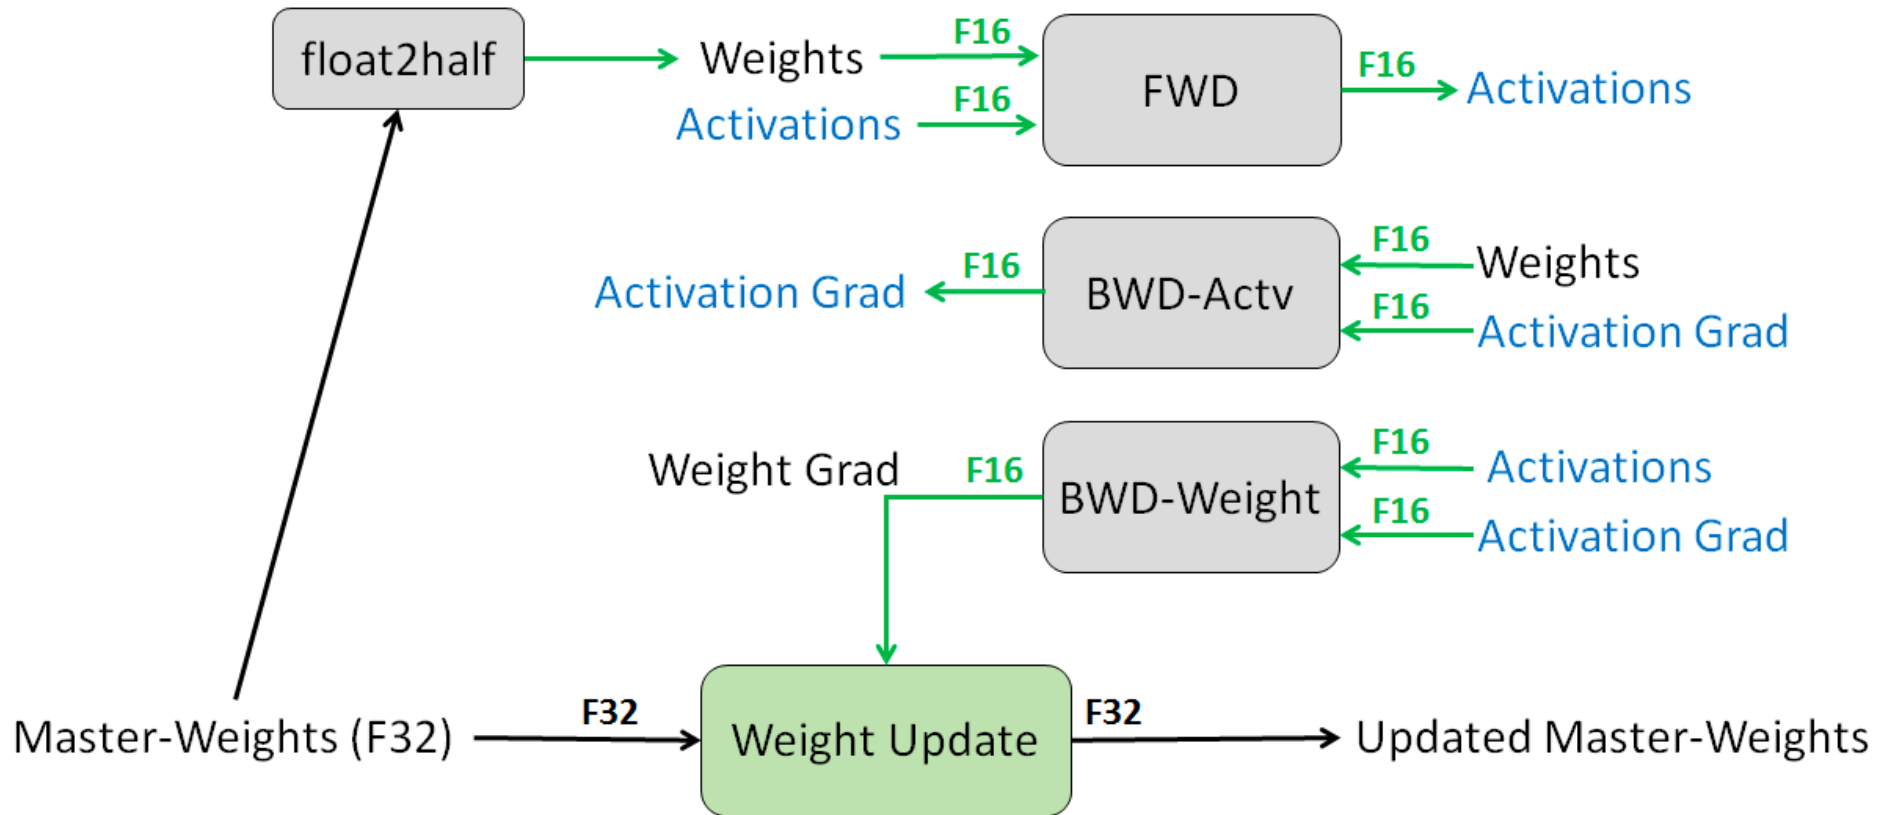 float2half
Weights
F16
Activations
F16
FWD
F16
Activations
Activation Grad
F16
BWD-Actv
F16
Weights
F16
Activation Grad
Weight Grad
F16
BWD-Weight
F16
Activations
F16
Activation Grad
Master-Weights (F32)
F32
Weight Update
F32
Updated Master-Weights